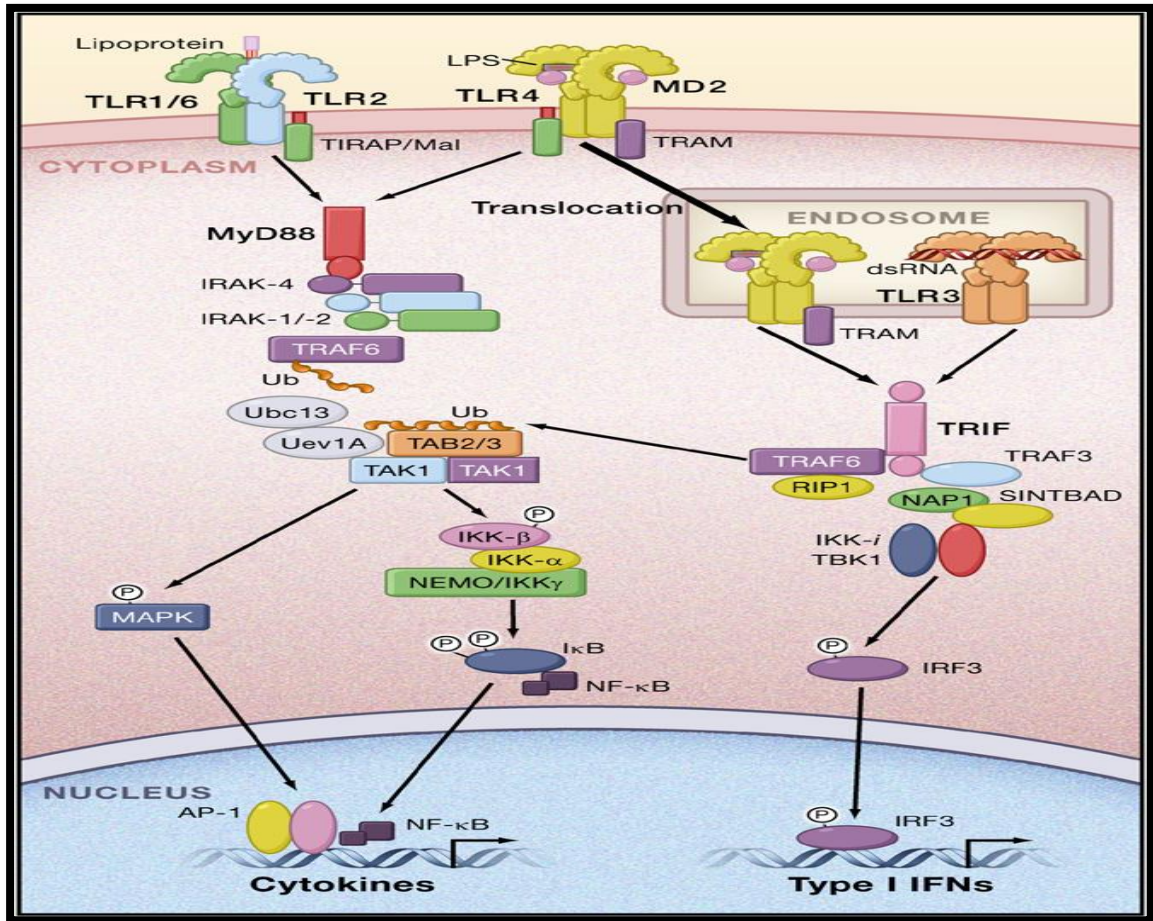 Lipoprotein
LPS
TLR1/6
TLR2
TLR4
MD2
TIRAP/Mal
TRAM
CYTOPLASM
Translocation
ENDOSOME
MyD88
dsRNA
TLR3
IRAK-4
IRAK-1/-2
TRAM
TRAF6
Ub
Ubc13
Ub
Uev1A
TAB2/3
TAK1
TAK1
TRIF
TRAF6
TRAF3
RIP1
NAP1
SINTBAD
P
IKK-β
IKK-α
NEMO/IKKγ
IKK-i
TBK1
P
MAPK
P
P
IκB
NF-κB
P
IRF3
NUCLEUS
AP-1
NF-κB
P
IRF3
Cytokines
Type I IFNs